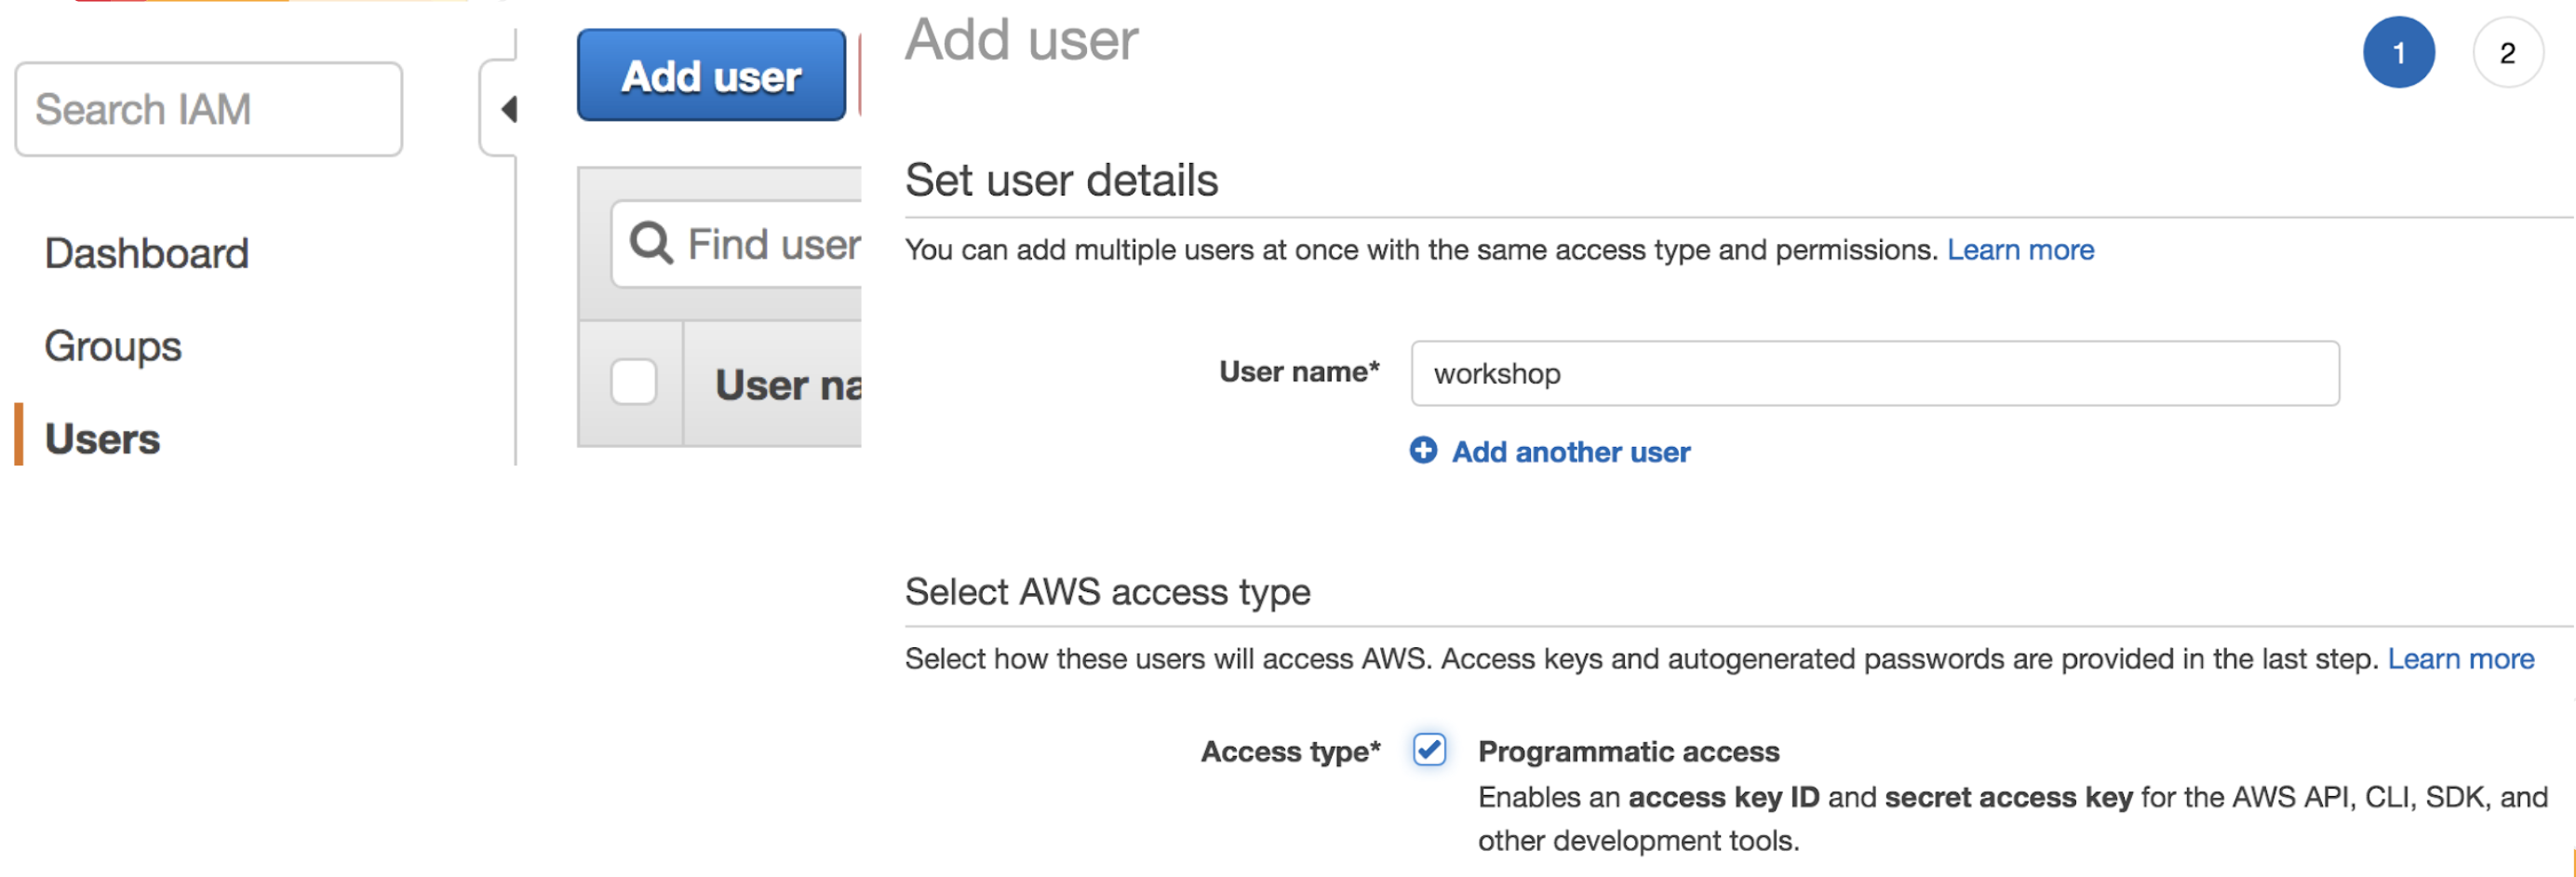 Search IAM
Dashboard
Groups
Users
Add user
Find user
User na
Add user
1
2
Set user details
You can add multiple users at once with the same access type and permissions. Learn more
User name*
workshop
Add another user
Select AWS access type
Select how these users will access AWS. Access keys and autogenerated passwords are provided in the last step. Learn more
Access type*
Programmatic access
Enables an access key ID and secret access key for the AWS API, CLI, SDK, and
other development tools.